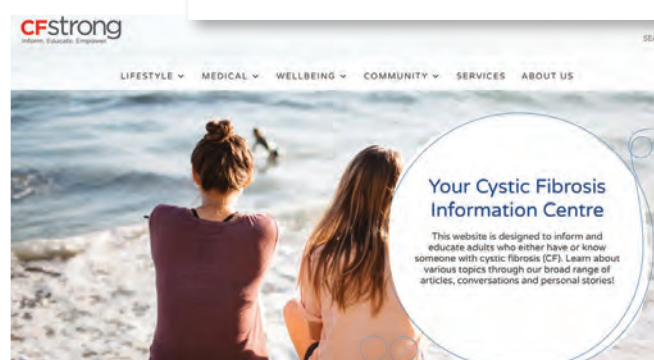 CFstrong
Inform. Educate. Empower.
SEA
LIFESTYLE MEDICAL WELLBEING COMMUNITY SERVICES ABOUT US
Your Cystic Fibrosis
Information Centre
This website is designed to inform and
educate adults who either have or know
someone with cystic fibrosis (CF). Learn about
various topics through our broad range of
articles, conversations and personal stories!